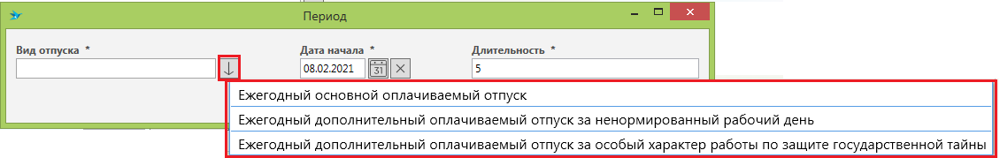 Период
Вид отпуска *
Дата начала *
Длительность *
08.02.2021
31
5
Ежегодный основной оплачиваемый отпуск
Ежегодный дополнительный оплачиваемый отпуск за ненормированный рабочий день
Ежегодный дополнительный оплачиваемый отпуск за особый характер работы по защите государственной тайны